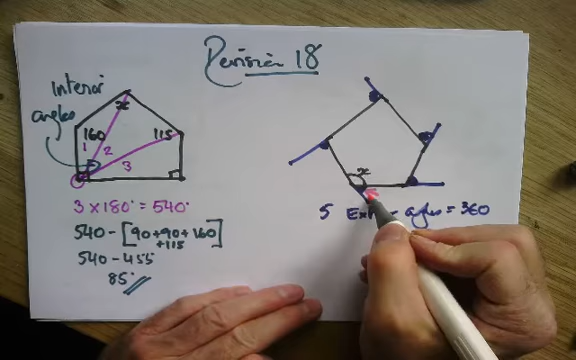 Revision 18
Interior
angles
x
160
115
1
2
3
3 x 180° = 540°
540 - [90+90+160
+115]
540 - 455
85°
x
5 angles = 360